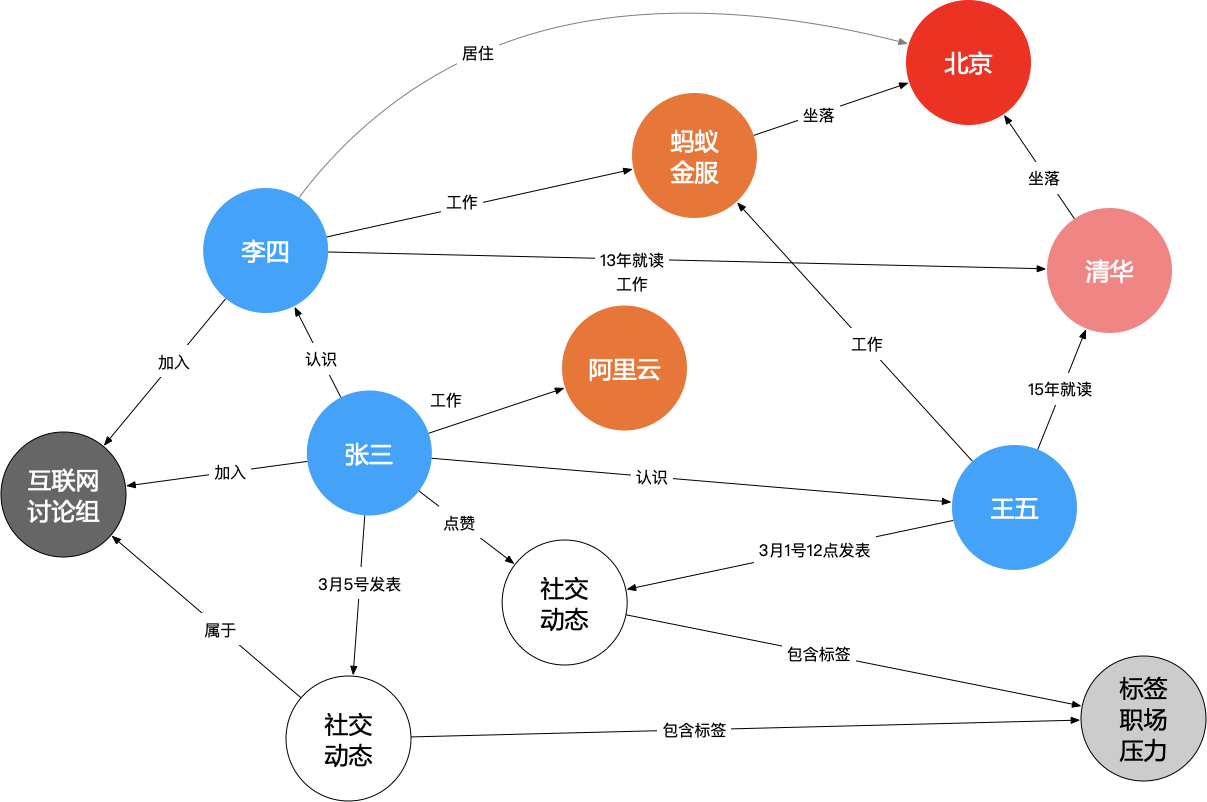 北京
居住
坐落
蚂蚁
金服
坐落
工作
李四
13年就读
清华
工作
工作
认识
加入
阿里云
15年就读
工作
张三
加入
认识
互联网
讨论组
王五
点赞
3月1号12点发表
3月5号发表
社交
动态
属于
包含标签
标签
职场
压力
社交
动态
包含标签